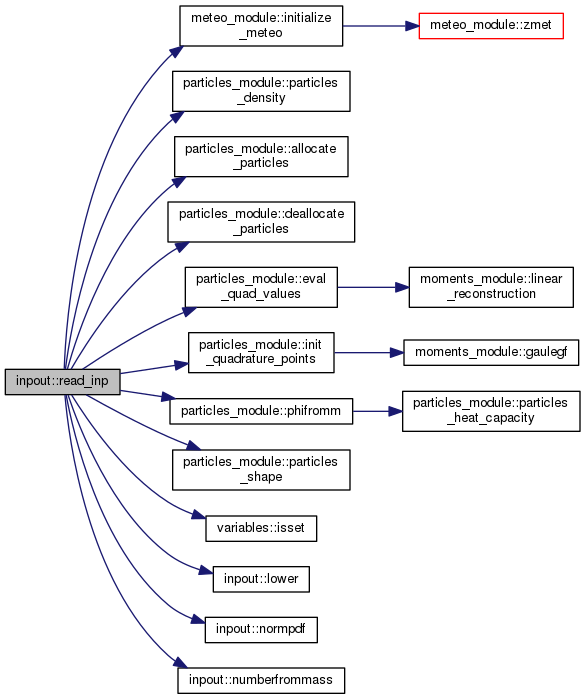 meteo_module::initialize
_meteo
meteo_module::zmet
particles_module::particles
_density
particles_module::allocate
_particles
particles_module::deallocate
_particles
particles_module::eval
_quad_values
moments_module::linear
_reconstruction
particles_module::init
_quadrature_points
moments_module::gaulegf
inpout::read_inp
particles_module::phifromm
particles_module::particles
_heat_capacity
particles_module::particles
_shape
variables::isset
inpout::lower
inpout::normpdf
inpout::numberfrommass